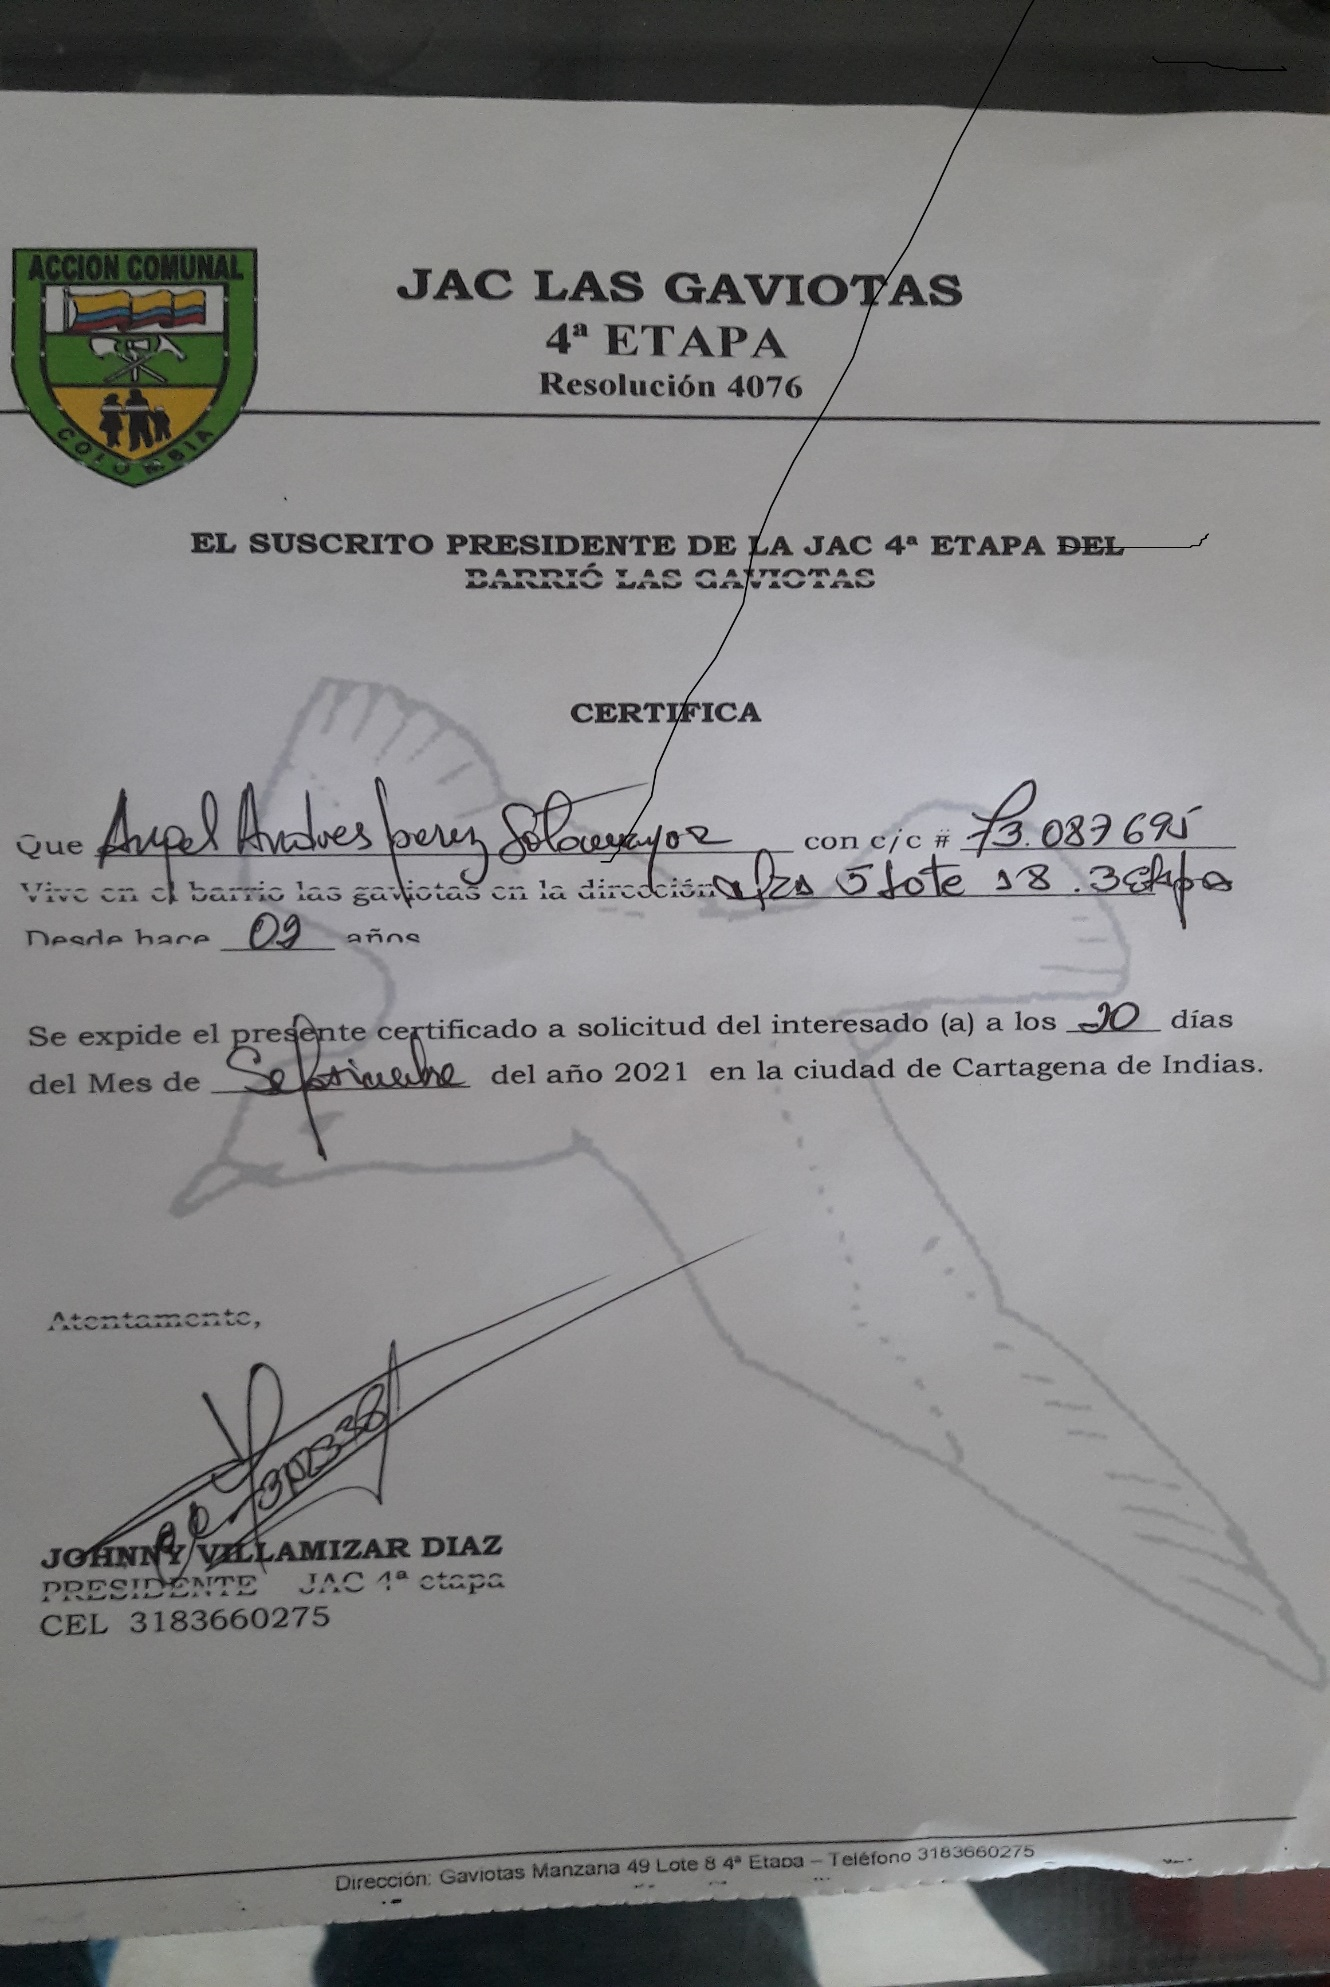 ACCION COMUNAL
COLOMBIA
JAC LAS GAVIOTAS
4ª ETAPA
Resolución 4076
EL SUSCRITO PRESIDENTE DE LA JAC 4ª ETAPA DEL
BARRIÓ LAS GAVIOTAS
CERTIFICA
Que Angel Andres perez Sotomayor con c/c # 73.087695
Vive en el barrio las gaviotas en la dirección Mza 5 Lote 18 . 3 Etapa
Desde hace 09 años
Se expide el presente certificado a solicitud del interesado (a) a los 20 días
del Mes de Septiembre del año 2021 en la ciudad de Cartagena de Indias.
Atentamente,
JOHNNY VILLAMIZAR DIAZ
PRESIDENTE JAC 4ª etapa
CEL 3183660275
Dirección: Gaviotas Manzana 49 Lote 8 4ª Etapa – Teléfono 3183660275